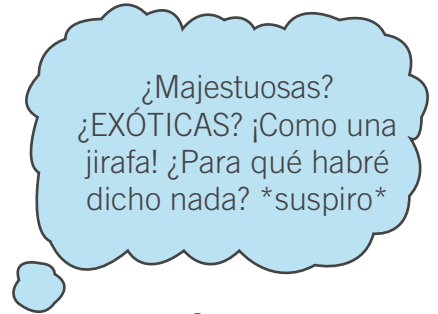 ¿Majestuosas?
¿EXÓTICAS? ¡Como una
jirafa! ¿Para qué habré
dicho nada? *suspiro*